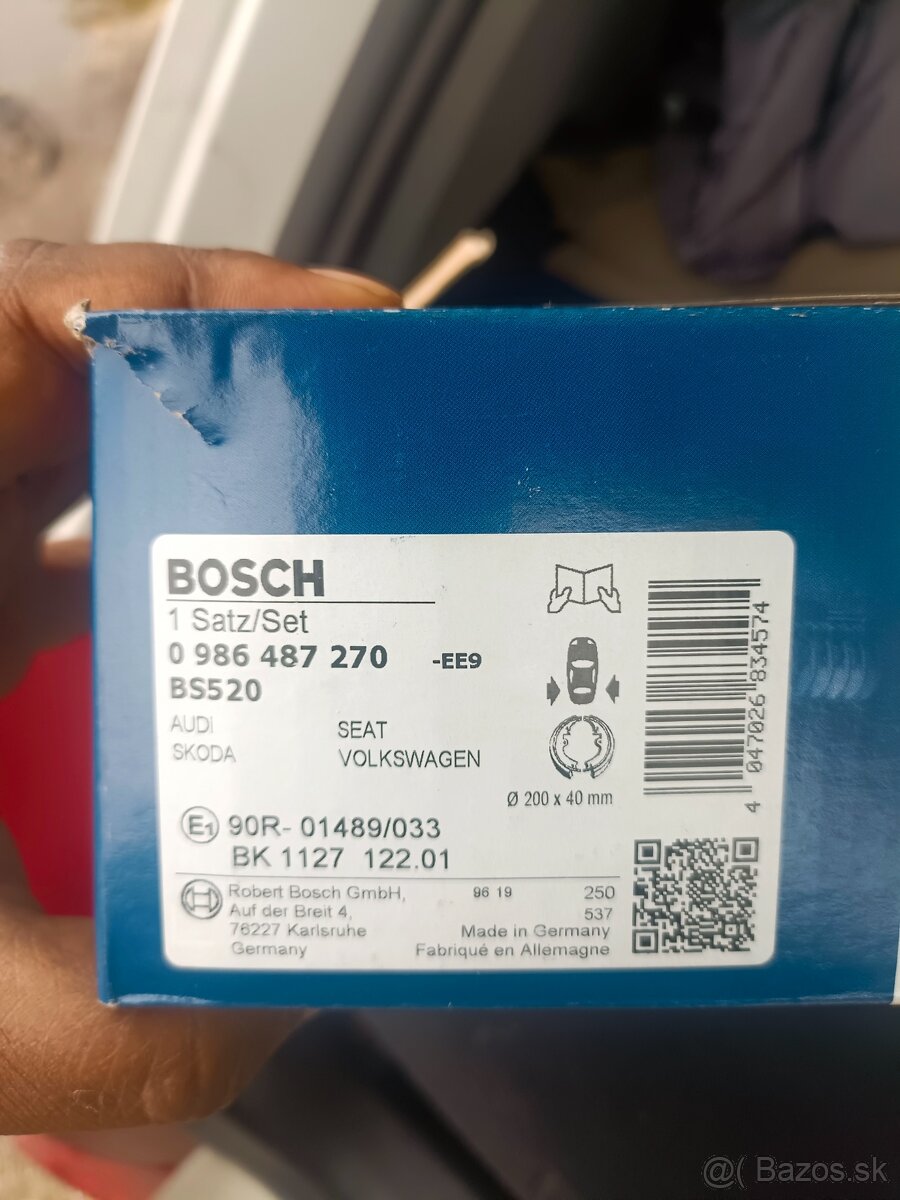 BOSCH
1 Satz/Set
0 986 487 270 -EE9
BS520
AUDI SEAT
SKODA VOLKSWAGEN
Ø 200 x 40 mm
4 047026 834574
E1 90R- 01489/033
BK 1127 122.01
Robert Bosch GmbH, 96 19 250
Auf der Breit 4, 537
76227 Karlsruhe Made in Germany
Germany Fabriqué en Allemagne
@( Bazos.sk